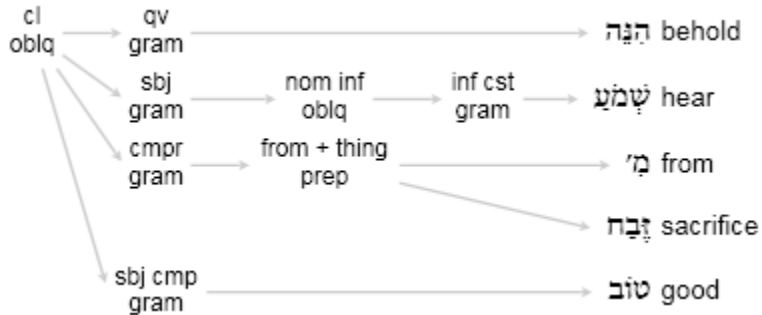 cl
oblq
qv
gram
הִנֵּה behold
sbj
gram
nom inf
oblq
inf cst
gram
שְׁמֹעַ hear
cmpr
gram
from + thing
prep
מִ׳ from
זֶּבַח sacrifice
sbj cmp
gram
טוֹב good